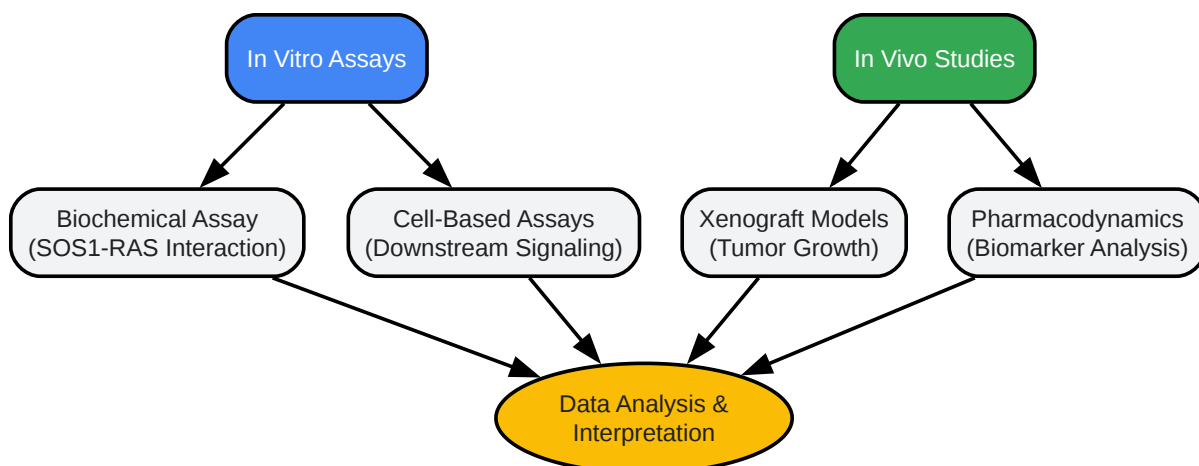 In Vitro Assays
In Vivo Studies
Biochemical Assay
(SOS1-RAS Interaction)
Cell-Based Assays
(Downstream Signaling)
Xenograft Models
(Tumor Growth)
Pharmacodynamics
(Biomarker Analysis)
Data Analysis &
Interpretation